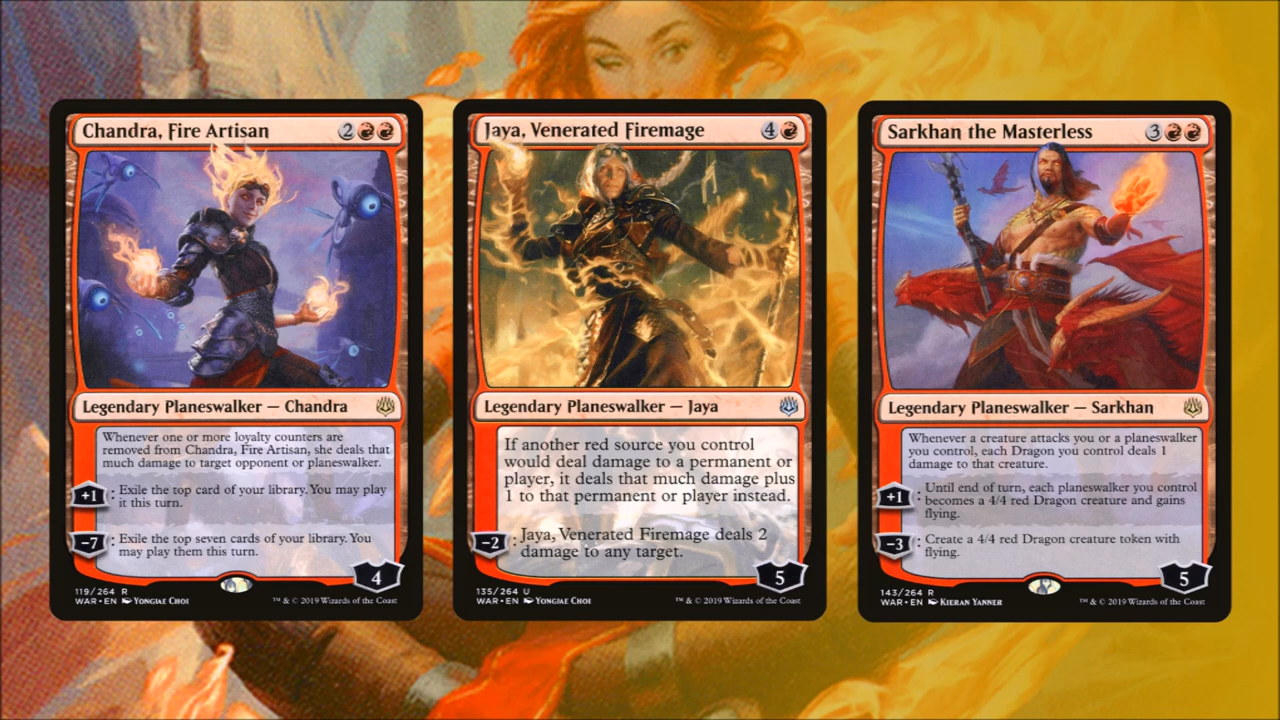 Chandra, Fire Artisan 2
Legendary Planeswalker — Chandra
Whenever one or more loyalty counters are
removed from Chandra, Fire Artisan, she deals that
much damage to target opponent or planeswalker.
+1 : Exile the top card of your library. You may play
it this turn.
−7 : Exile the top seven cards of your library. You
may play them this turn.
4
119/264 R
WAR • EN Yongjae Choi
™ & © 2019 Wizards of the Coast
Jaya, Venerated Firemage 4
Legendary Planeswalker — Jaya
If another red source you control
would deal damage to a permanent or
player, it deals that much damage plus
1 to that permanent or player instead.
−2 : Jaya, Venerated Firemage deals 2
damage to any target.
5
135/264 U
WAR • EN Yongjae Choi
™ & © 2019 Wizards of the Coast
Sarkhan the Masterless 3
Legendary Planeswalker — Sarkhan
Whenever a creature attacks you or a planeswalker
you control, each Dragon you control deals 1
damage to that creature.
+1 : Until end of turn, each planeswalker you control
becomes a 4/4 red Dragon creature and gains
flying.
−3 : Create a 4/4 red Dragon creature token with
flying.
5
143/264 R
WAR • EN Kieran Yanner
™ & © 2019 Wizards of the Coast